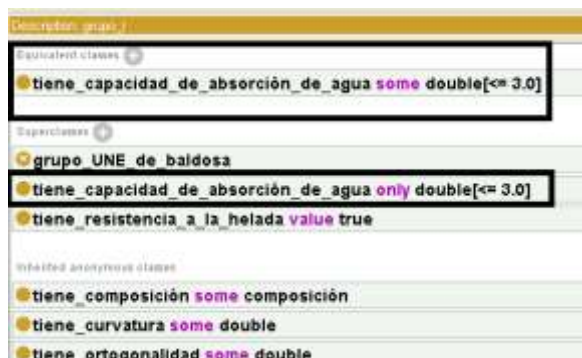 Description: grupo_I
Equivalent classes
tiene_capacidad_de_absorción_de_agua some double[<= 3.0]
Superclasses
grupo_UNE_de_baldosa
tiene_capacidad_de_absorción_de_agua only double[<= 3.0]
tiene_resistencia_a_la_helada value true
Inherited anonymous classes
tiene_composición some composición
tiene_curvatura some double
tiene_ortogonalidad some double